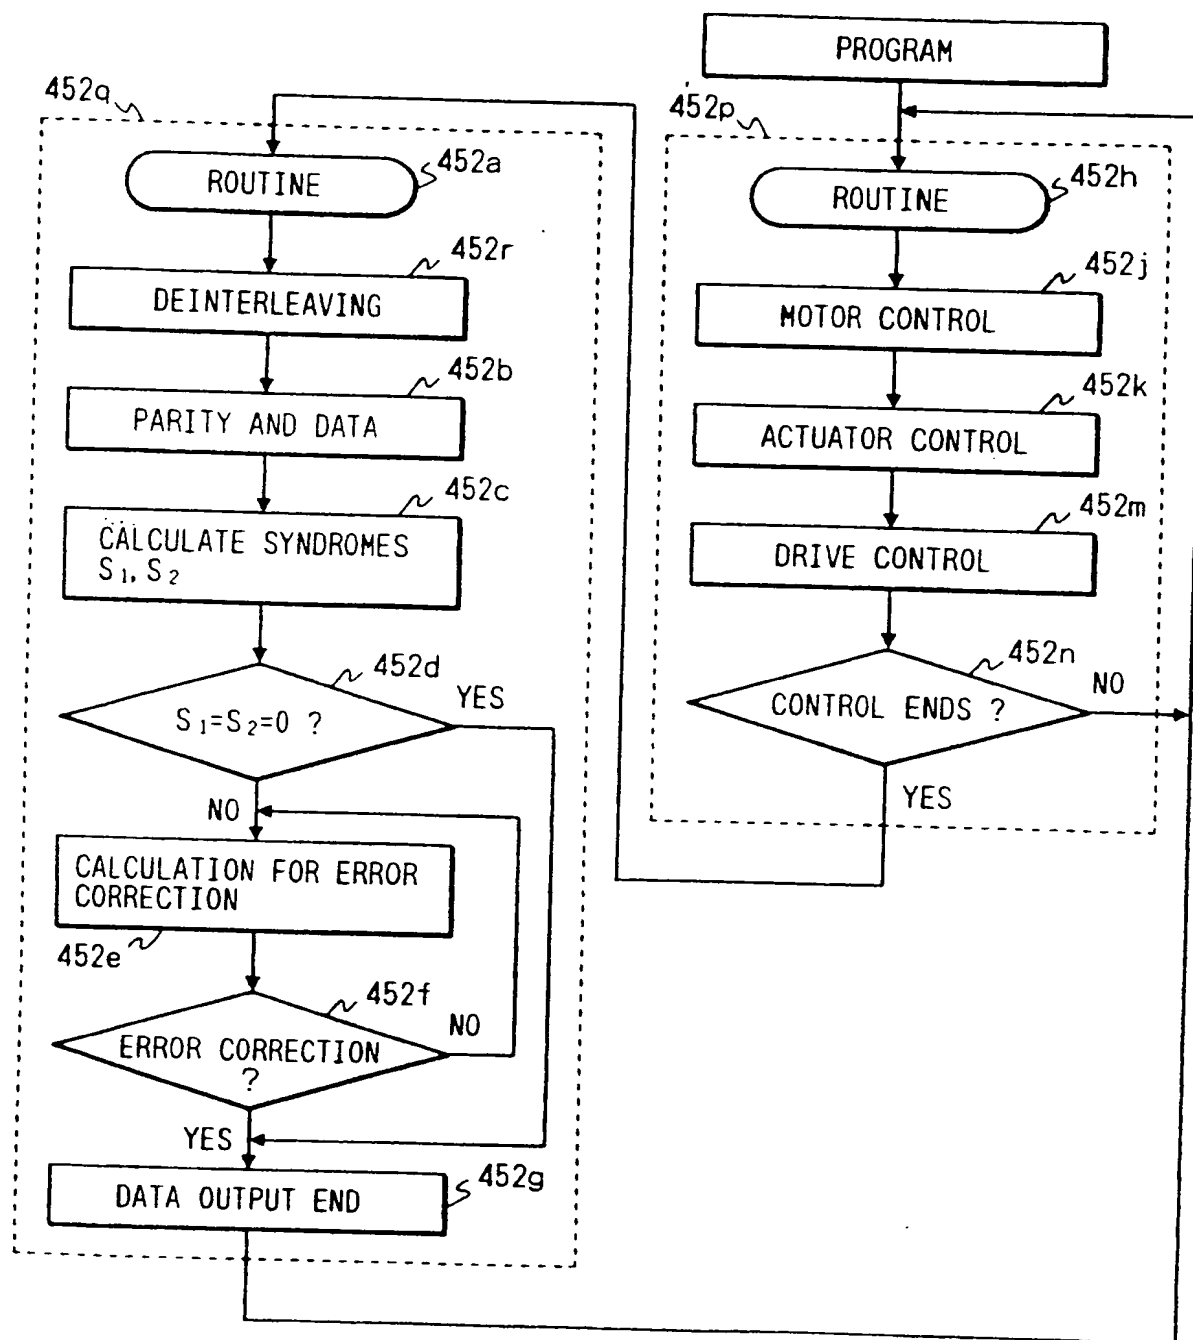 PROGRAM
452q
452p
ROUTINE
452a
ROUTINE
452h
452r
DEINTERLEAVING
452j
MOTOR CONTROL
452b
PARITY AND DATA
452k
ACTUATOR CONTROL
452c
CALCULATE SYNDROMES
S₁, S₂
452m
DRIVE CONTROL
452d
S₁=S₂=0 ?
YES
452n
CONTROL ENDS ?
NO
YES
NO
CALCULATION FOR ERROR
CORRECTION
452e
452f
ERROR CORRECTION
?
NO
YES
452g
DATA OUTPUT END